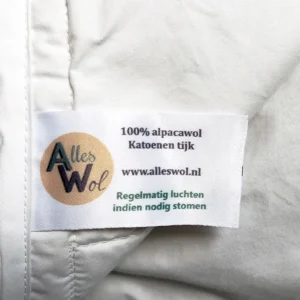 Alles
Wol
100% alpacawol
Katoenen tijk
www.alleswol.nl
Regelmatig luchten
indien nodig stomen